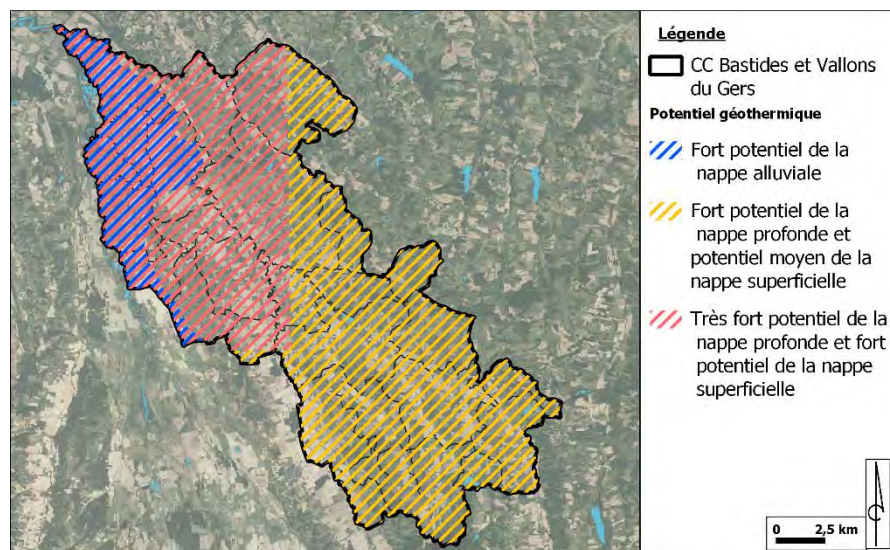 Légende
CC Bastides et Vallons
du Gers
Potentiel géothermique
Fort potentiel de la
nappe alluviale
Fort potentiel de la
nappe profonde et
potentiel moyen de la
nappe superficielle
Très fort potentiel de la
nappe profonde et fort
potentiel de la nappe
superficielle
0 2,5 km